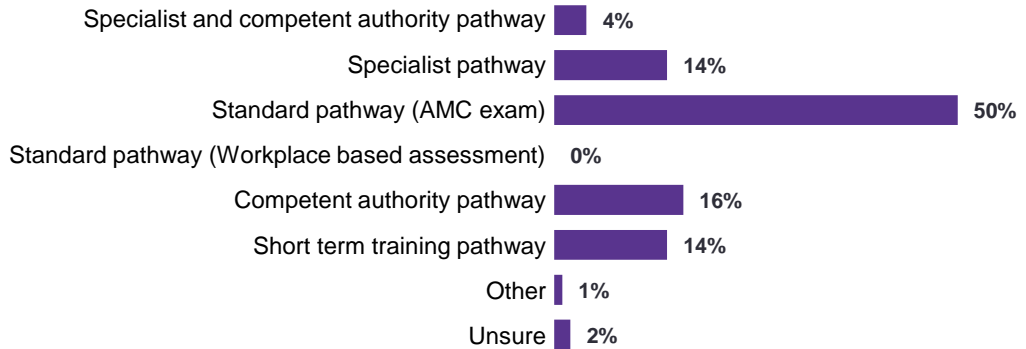 Specialist and competent authority pathway 4%
Specialist pathway 14%
Standard pathway (AMC exam) 50%
Standard pathway (Workplace based assessment) 0%
Competent authority pathway 16%
Short term training pathway 14%
Other 1%
Unsure 2%